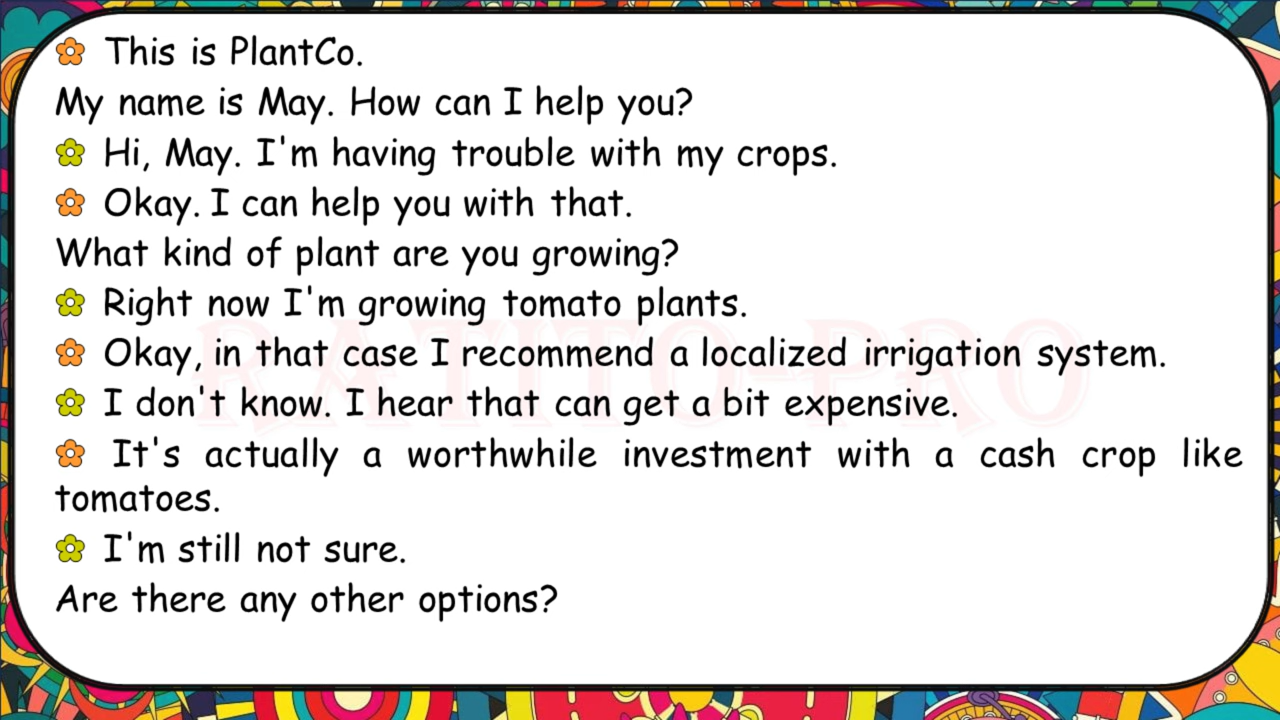 This is PlantCo.
My name is May. How can I help you?
Hi, May. I'm having trouble with my crops.
Okay. I can help you with that.
What kind of plant are you growing?
Right now I'm growing tomato plants.
Okay, in that case I recommend a localized irrigation system.
I don't know. I hear that can get a bit expensive.
It's actually a worthwhile investment with a cash crop like
tomatoes.
I'm still not sure.
Are there any other options?
RATITO-PRO